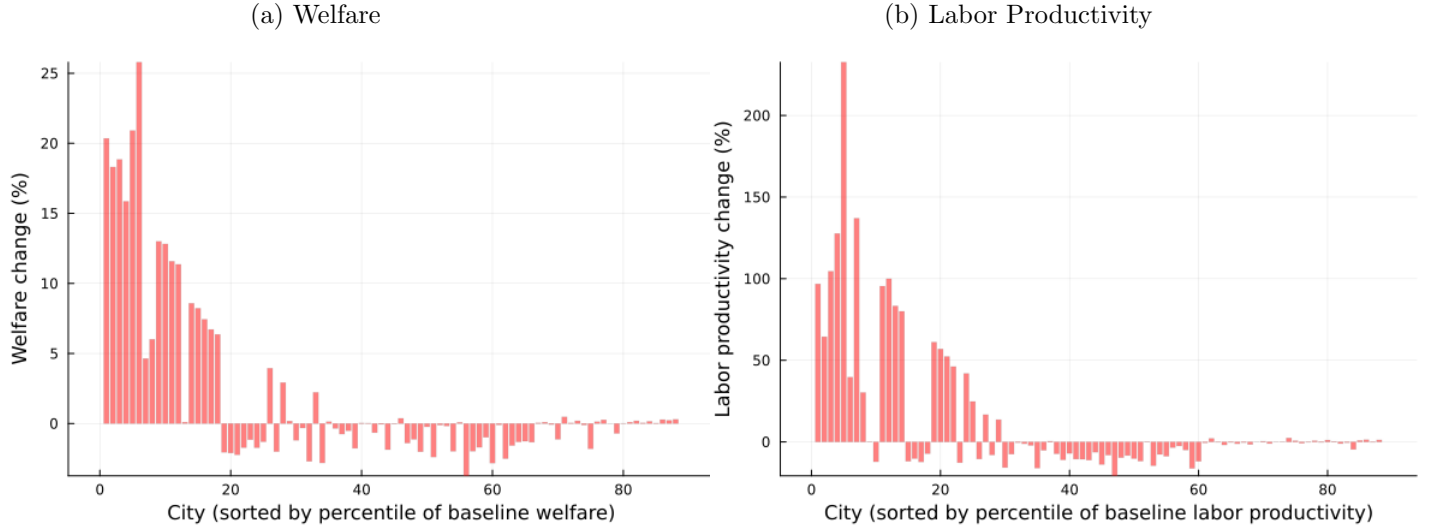 (a) Welfare
Welfare change (%)
25
20
15
10
5
0
0 20 40 60 80
City (sorted by percentile of baseline welfare)
(b) Labor Productivity
Labor productivity change (%)
200
150
100
50
0
0 20 40 60 80
City (sorted by percentile of baseline labor productivity)